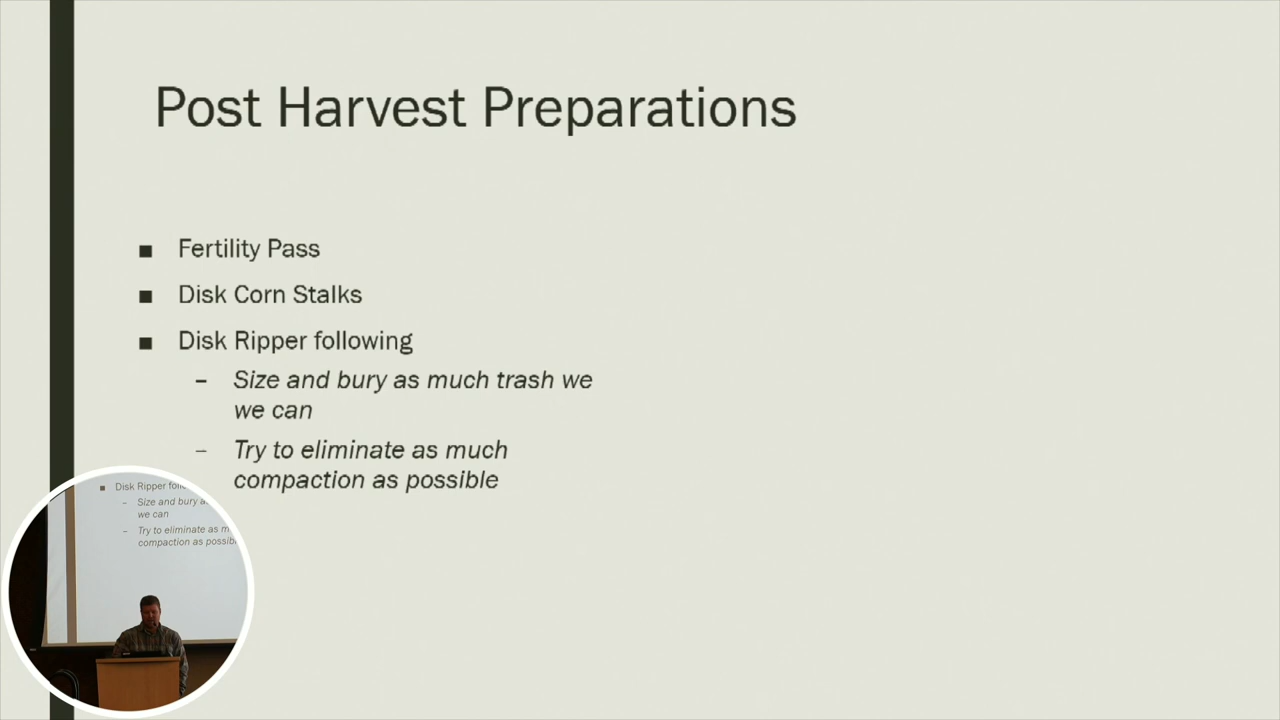 Post Harvest Preparations
■ Fertility Pass
■ Disk Corn Stalks
■ Disk Ripper following
– Size and bury as much trash we
we can
– Try to eliminate as much
compaction as possible
■ Disk Ripper
– Size and bury
we can
– Try to eliminate as
compaction as